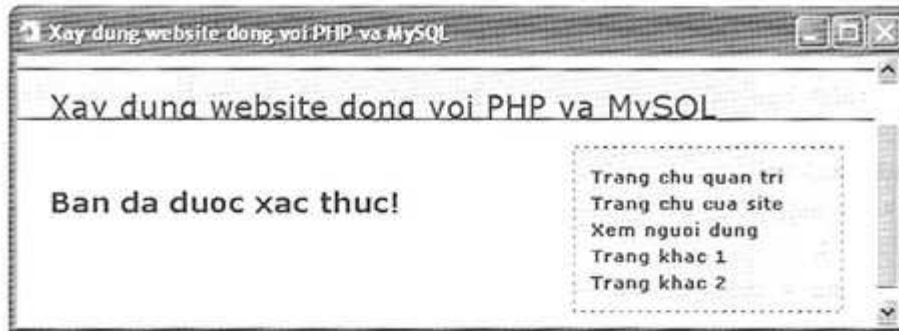 Xay dung website dong voi PHP va MySQL
Xay dung website dong voi PHP va MySQL
Ban da duoc xac thuc!
Trang chu quan tri
Trang chu cua site
Xem nguoi dung
Trang khac 1
Trang khac 2